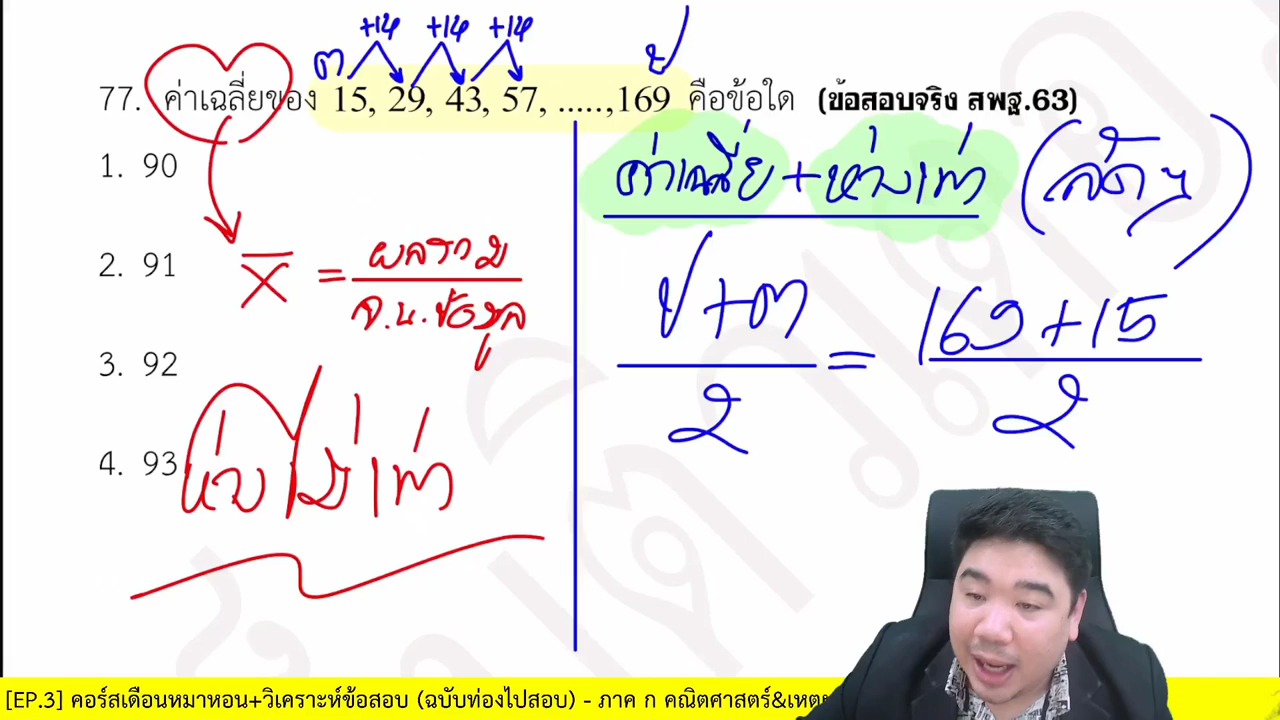 +14 +14 +14
ต ป
77. ค่าเฉลี่ยของ 15, 29, 43, 57, .....,169 คือข้อใด (ข้อสอบจริง สพฐ.63)
1. 90
2. 91
3. 92
4. 93
x̄ = ผลรวม
จ.น.ข้อมูล
ห่างไม่เท่า
ค่าเฉลี่ย+ห่างเท่า (ลัดๆ)
ป+ต = 169+15
2 2
[EP.3] คอร์สเดือนหมาหอน+วิเคราะห์ข้อสอบ (ฉบับท่องไปสอบ) - ภาค ก คณิตศาสตร์&เหตุ